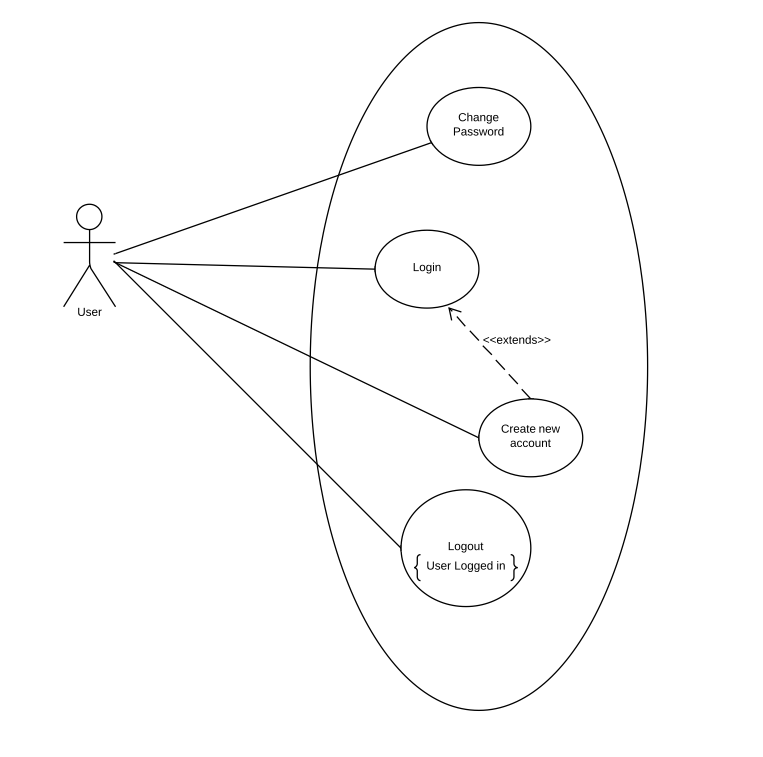 Change
Password
Login
<<extends>>
User
Create new
account
Logout
{ User Logged in }